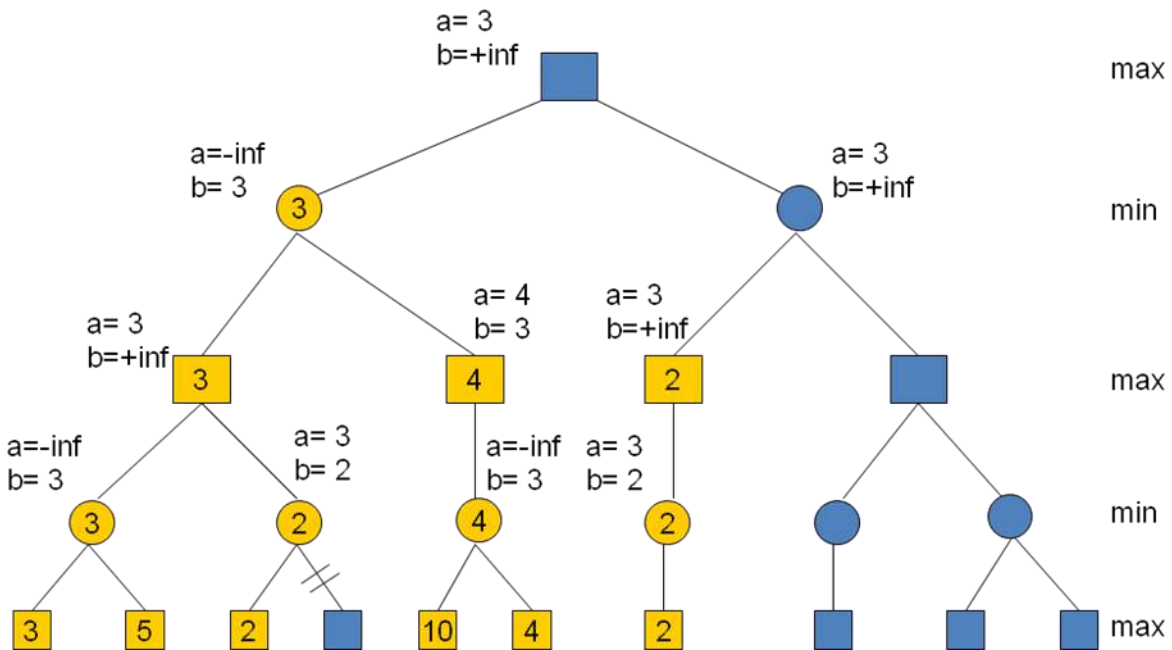 a= 3
b=+inf
max
a=-inf
b= 3
a= 3
b=+inf
3
min
a= 3
b=+inf
a= 4
b= 3
a= 3
b=+inf
3
4
2
max
a=-inf
b= 3
a= 3
b= 2
a=-inf
b= 3
a= 3
b= 2
3
2
4
2
min
3
5
2
10
4
2
max